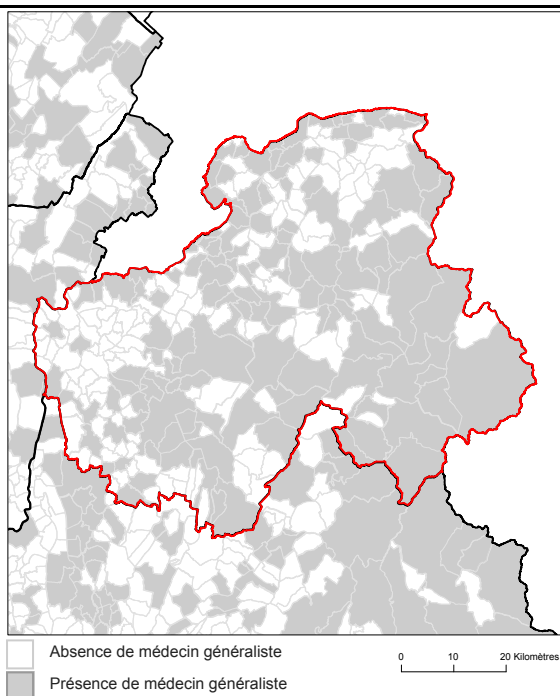 Absence de médecin généraliste
Présence de médecin généraliste
0 10 20 Kilomètres